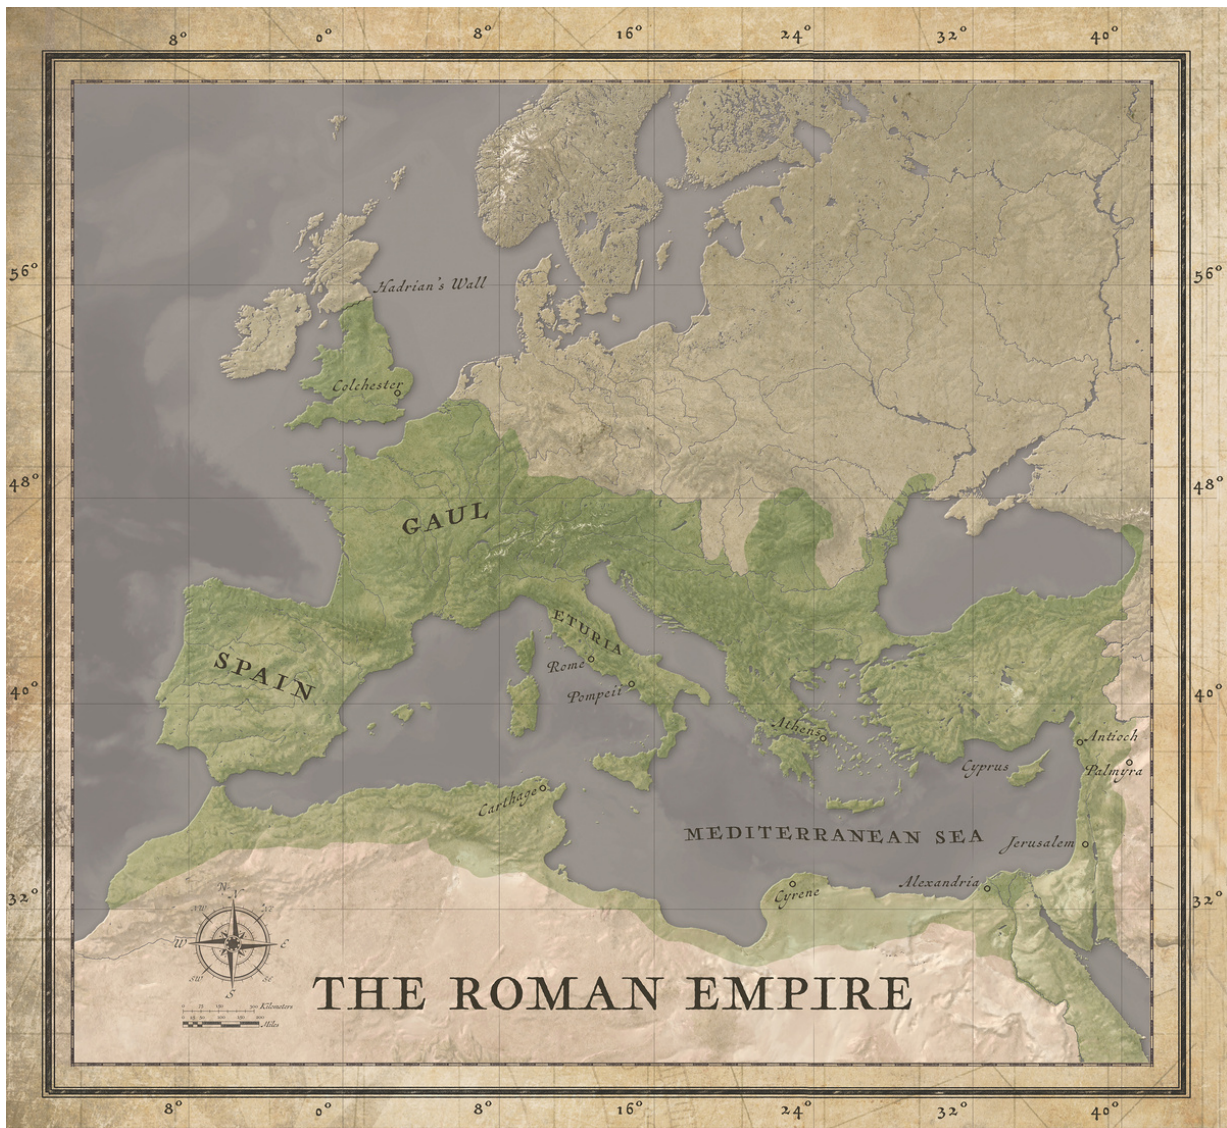 8° 0° 8° 16° 24° 32° 40°
56° 56°
Hadrian's Wall
Colchester
48° 48°
GAUL
ETURIA
SPAIN
Rome
Pompeii
40° 40°
Athens
Antioch
Cyprus
Palmyra
Carthage
MEDITERRANEAN SEA
Jerusalem
Alexandria
Cyrene
32° 32°
N
NW
W E
SW SE
S
THE ROMAN EMPIRE
Kilometers
Miles
8° 0° 8° 16° 24° 32° 40°